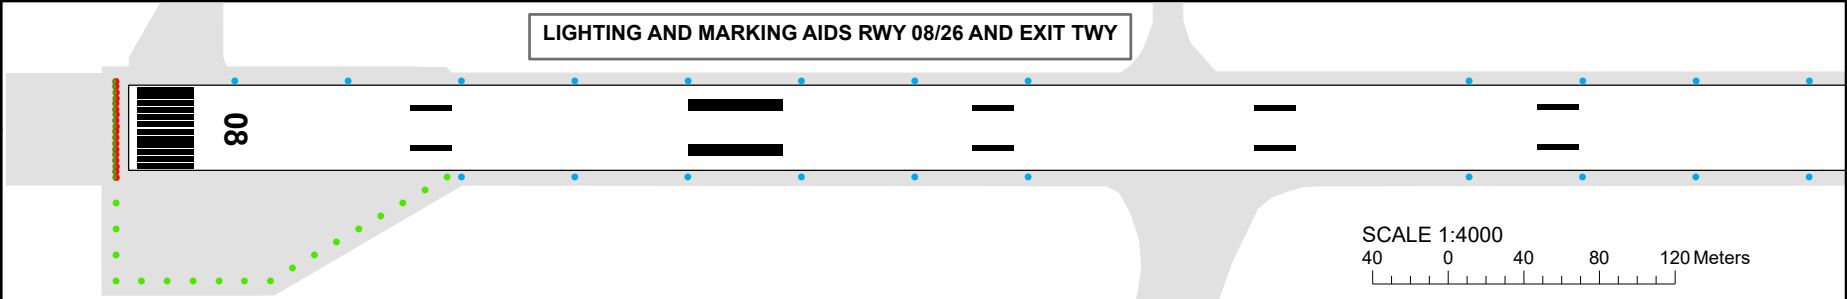 LIGHTING AND MARKING AIDS RWY 08/26 AND EXIT TWY
08
SCALE 1:4000
40 0 40 80 120 Meters